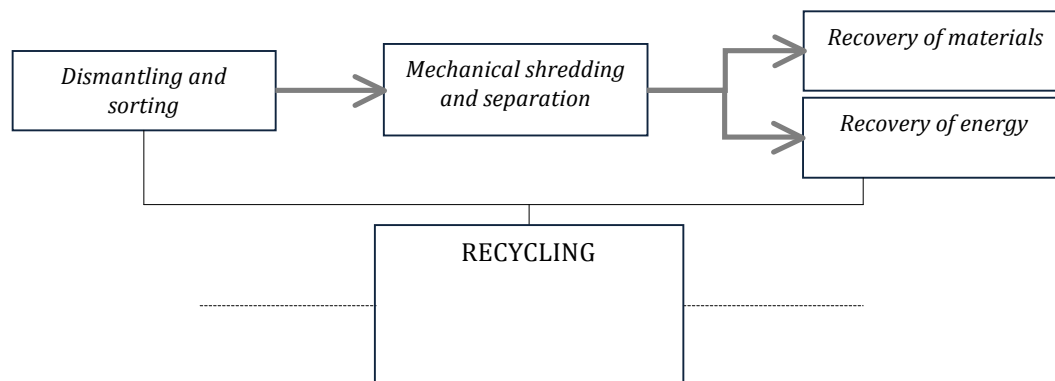 Dismantling and
sorting
Mechanical shredding
and separation
Recovery of materials
Recovery of energy
RECYCLING